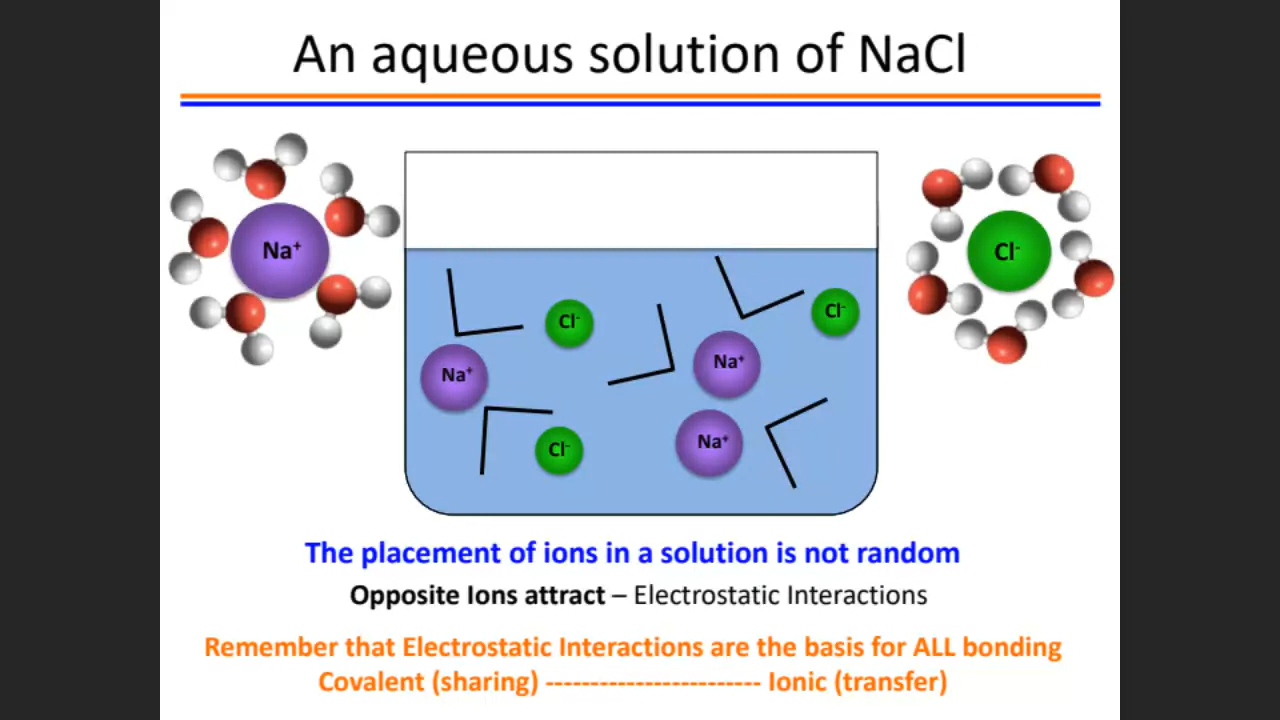 An aqueous solution of NaCl
Na⁺
Cl⁻
Cl⁻
Cl⁻
Na⁺
Na⁺
Na⁺
Cl⁻
The placement of ions in a solution is not random
Opposite Ions attract – Electrostatic Interactions
Remember that Electrostatic Interactions are the basis for ALL bonding
Covalent (sharing) ------------------------ Ionic (transfer)